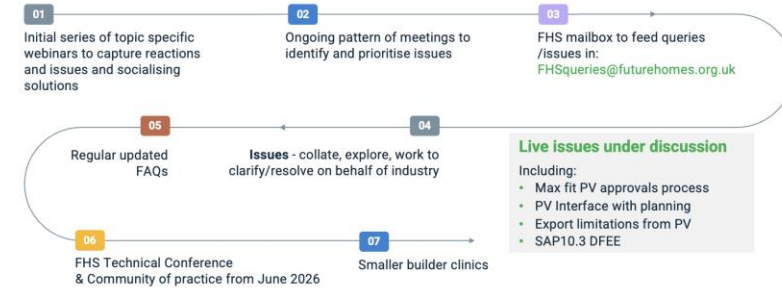 01
Initial series of topic specific
webinars to capture reactions
and issues and socialising
solutions
02
Ongoing pattern of meetings to
identify and prioritise issues
03
FHS mailbox to feed queries
/issues in:
FHSqueries@futurehomes.org.uk
04
Issues - collate, explore, work to
clarify/resolve on behalf of industry
05
Regular updated
FAQs
Live issues under discussion
Including:
• Max fit PV approvals process
• PV Interface with planning
• Export limitations from PV
• SAP10.3 DFEE
06
FHS Technical Conference
& Community of practice from June 2026
07
Smaller builder clinics